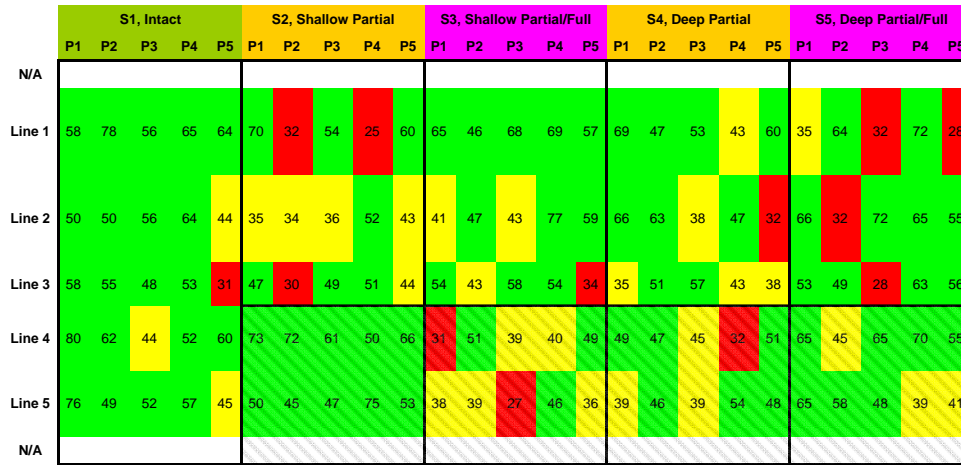 S1, Intact S2, Shallow Partial S3, Shallow Partial/Full S4, Deep Partial S5, Deep Partial/Full
P1 P2 P3 P4 P5 P1 P2 P3 P4 P5 P1 P2 P3 P4 P5 P1 P2 P3 P4 P5 P1 P2 P3 P4 P5
N/A
Line 1 58 78 56 65 64 70 32 54 25 60 65 46 68 69 57 69 47 53 43 60 35 64 32 72 28
Line 2 50 50 56 64 44 35 34 36 52 43 41 47 43 77 59 66 63 38 47 32 66 32 72 65 55
Line 3 58 55 48 53 31 47 30 49 51 44 54 43 58 54 34 35 51 57 43 38 53 49 28 63 56
Line 4 80 62 44 52 60 73 72 61 50 66 31 51 39 40 49 49 47 45 32 51 65 45 65 70 55
Line 5 76 49 52 57 45 50 45 47 75 53 38 39 27 46 36 39 46 39 54 48 65 58 48 39 41
N/A